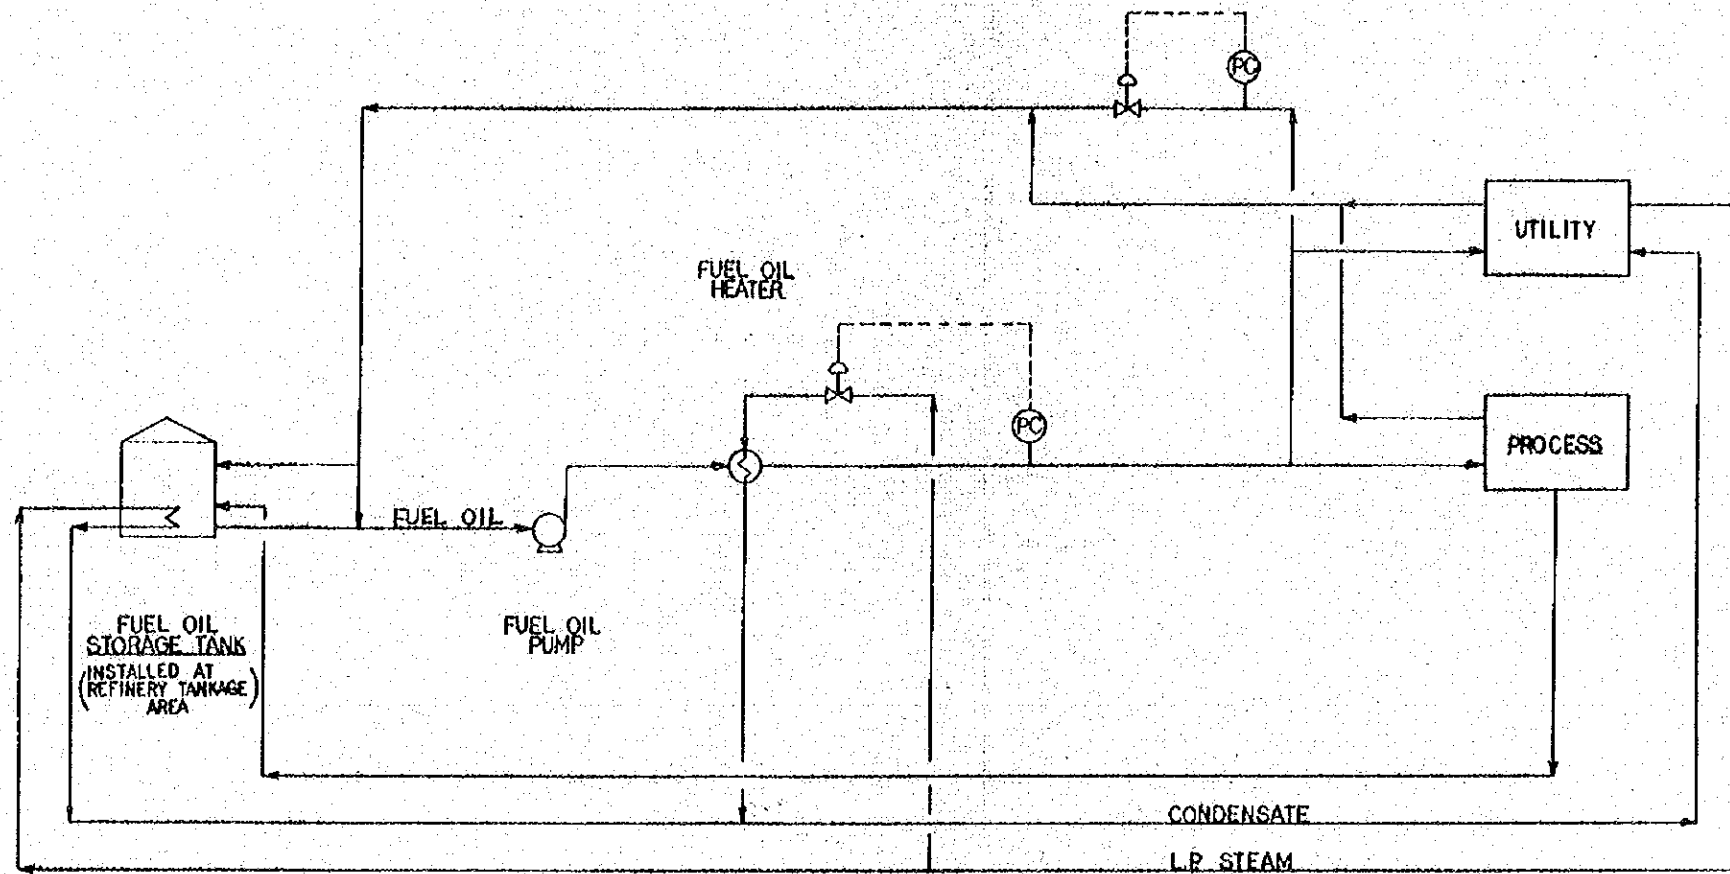 PC
UTILITY
FUEL OIL
HEATER
PC
PROCESS
FUEL OIL
FUEL OIL
STORAGE TANK
(INSTALLED AT
REFINERY TANKAGE)
AREA
FUEL OIL
PUMP
CONDENSATE
L.P. STEAM